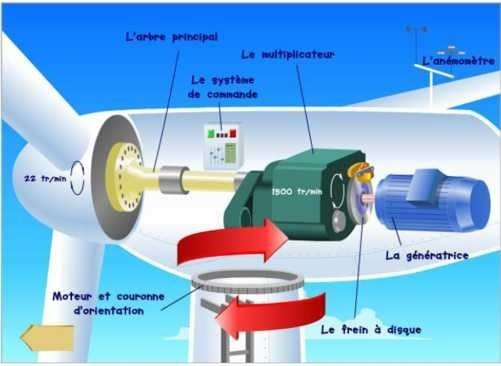 L'arbre principal
Le multiplicateur
L'anémomètre
Le système
de commande
22 tr/min
1500 tr/min
La génératrice
Moteur et couronne
d'orientation
Le frein à disque